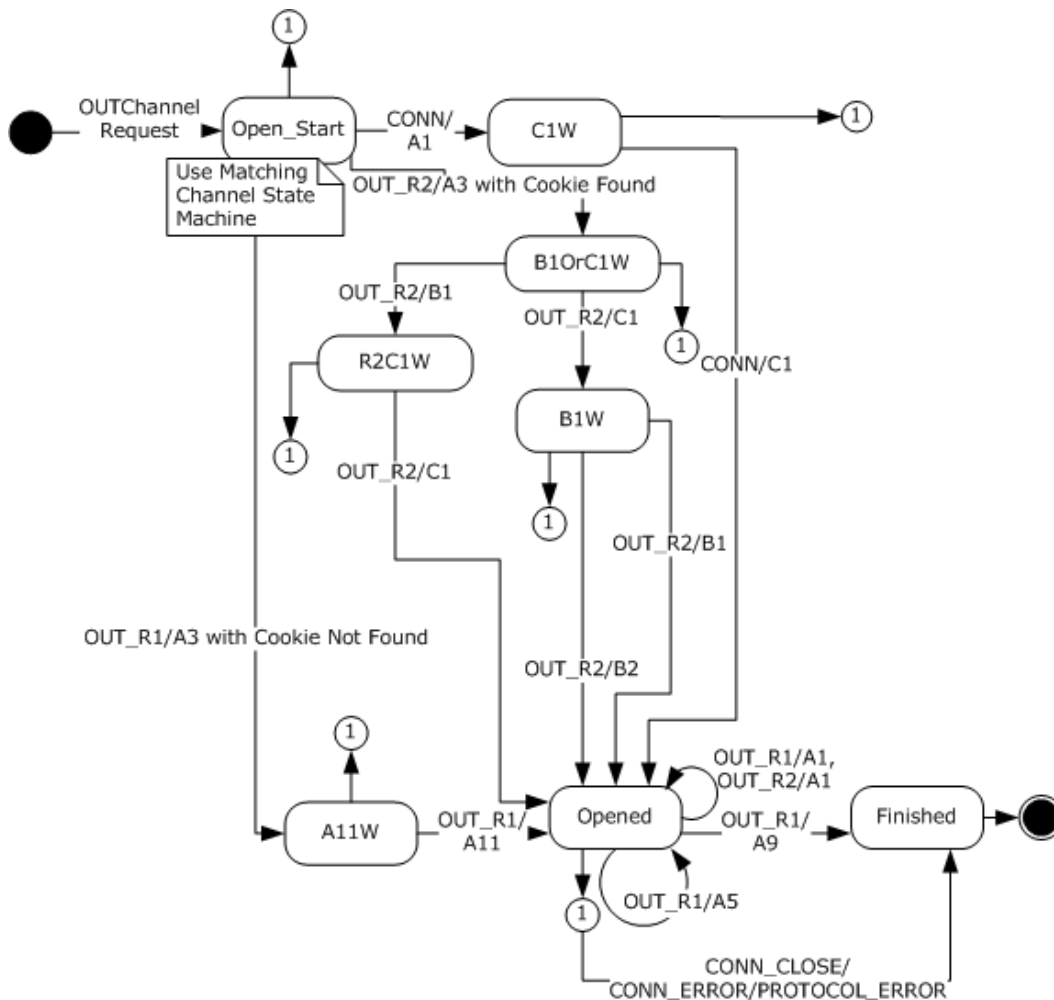 1
OUTChannel
Request
Open_Start
CONN/
A1
C1W
1
Use Matching
Channel State
Machine
OUT_R2/A3 with Cookie Found
B1OrC1W
OUT_R2/B1
OUT_R2/C1
1
R2C1W
CONN/C1
B1W
1
OUT_R2/C1
1
OUT_R2/B1
OUT_R1/A3 with Cookie Not Found
OUT_R2/B2
1
OUT_R1/A1,
OUT_R2/A1
A11W
OUT_R1/
A11
Opened
OUT_R1/
A9
Finished
OUT_R1/A5
1
CONN_CLOSE/
CONN_ERROR/PROTOCOL_ERROR